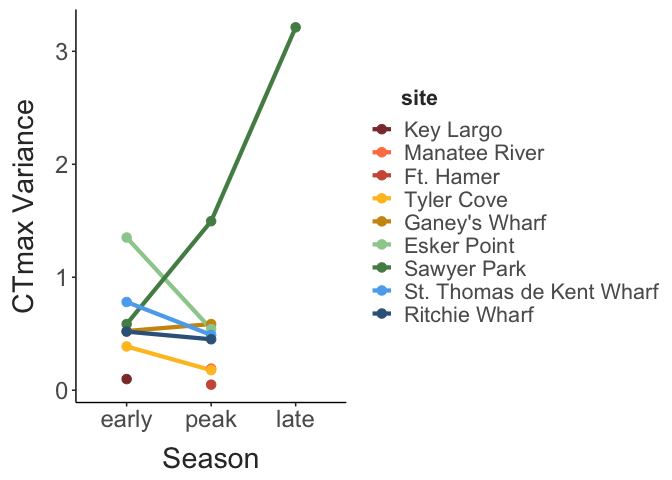 CTmax Variance
3
2
1
0
early peak late
Season
site
Key Largo
Manatee River
Ft. Hamer
Tyler Cove
Ganey's Wharf
Esker Point
Sawyer Park
St. Thomas de Kent Wharf
Ritchie Wharf